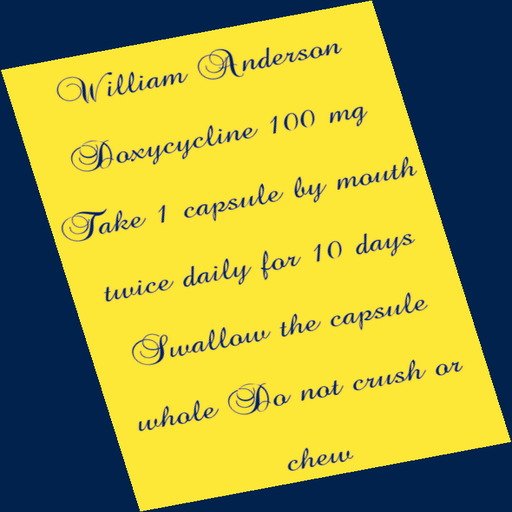 William Anderson
Doxycycline 100 mg
Take 1 capsule by mouth
twice daily for 10 days
Swallow the capsule
whole Do not crush or
chew